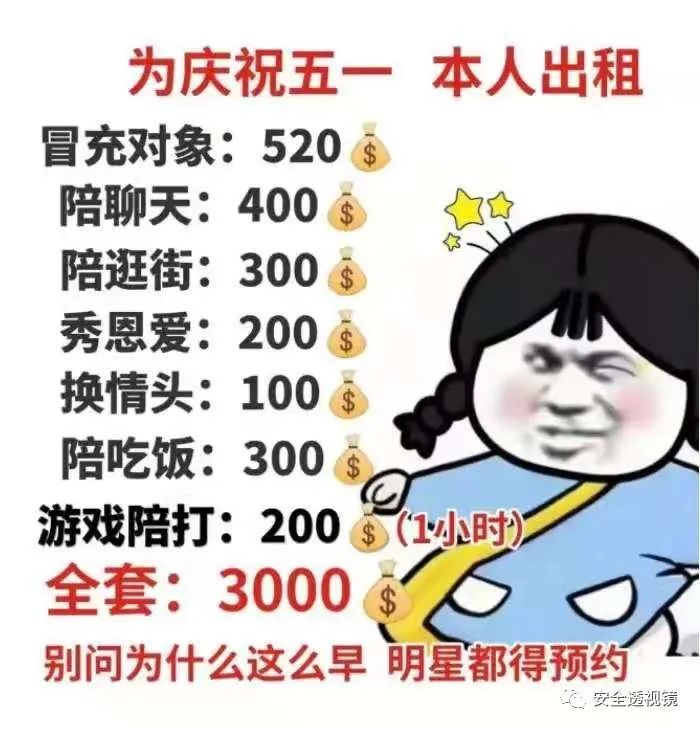 为庆祝五一 本人出租
冒充对象：520
陪聊天：400
陪逛街：300
秀恩爱：200
换情头：100
陪吃饭：300
游戏陪打：200（1小时）
全套：3000
别问为什么这么早 明星都得预约
安全透视镜